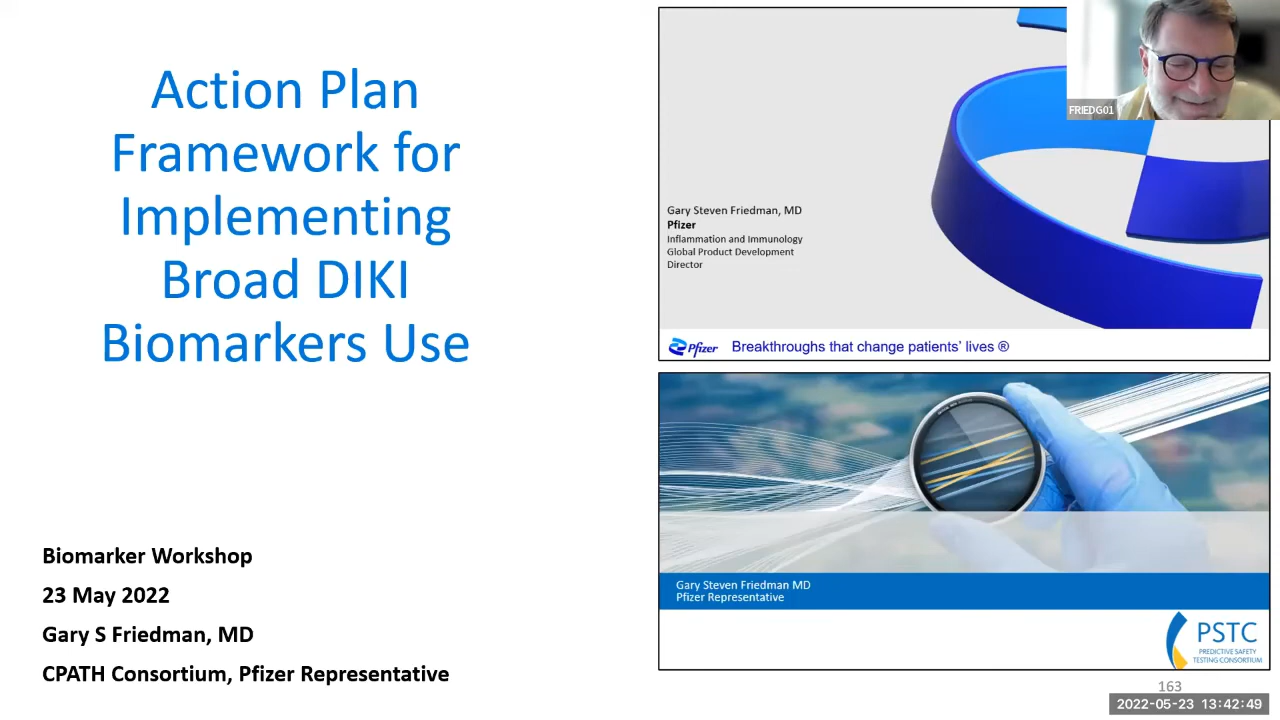 Action Plan
Framework for
Implementing
Broad DIKI
Biomarkers Use
Biomarker Workshop
23 May 2022
Gary S Friedman, MD
CPATH Consortium, Pfizer Representative
FRIEDG01
Gary Steven Friedman, MD
Pfizer
Inflammation and Immunology
Global Product Development
Director
Pfizer
Breakthroughs that change patients’ lives ®
Gary Steven Friedman MD
Pfizer Representative
PSTC
PREDICTIVE SAFETY
TESTING CONSORTIUM
163
2022-05-23 13:42:49